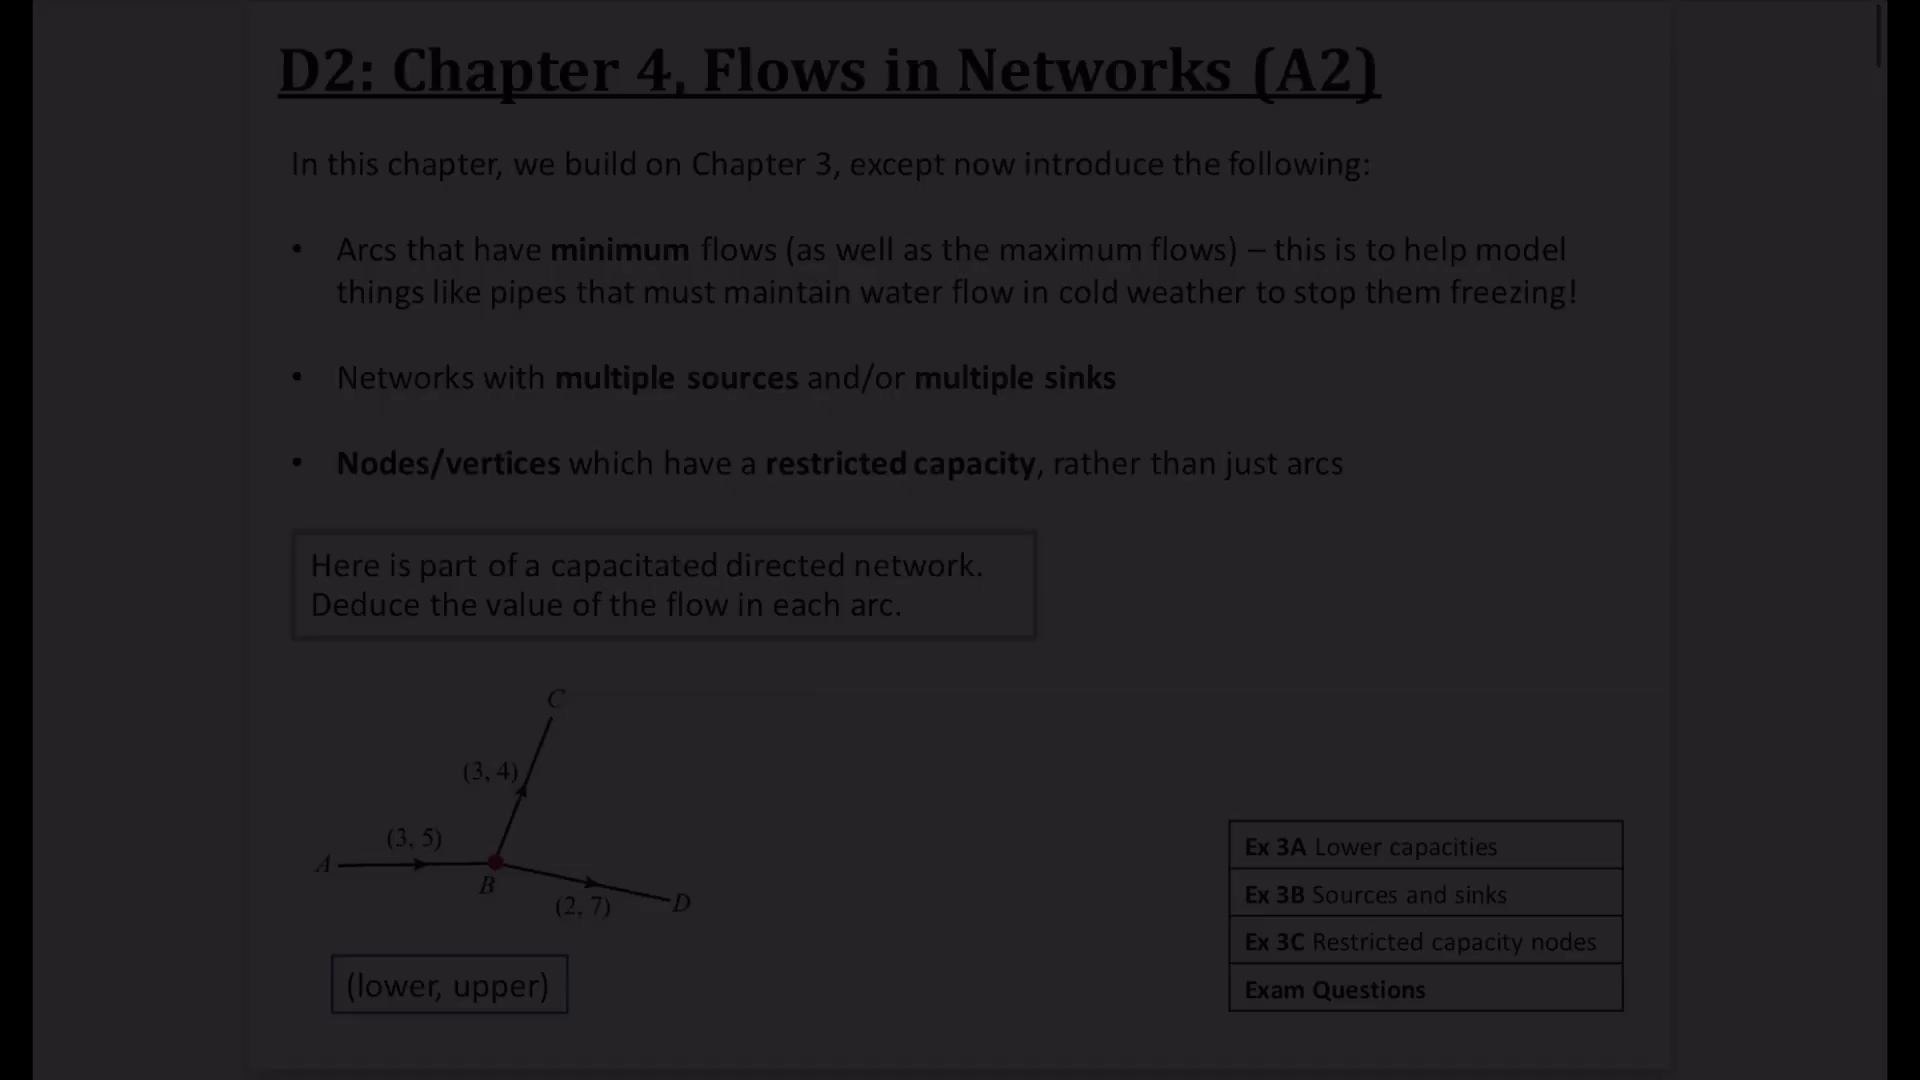 D2: Chapter 4, Flows in Networks (A2)
In this chapter, we build on Chapter 3, except now introduce the following:
• Arcs that have minimum flows (as well as the maximum flows) – this is to help model
things like pipes that must maintain water flow in cold weather to stop them freezing!
• Networks with multiple sources and/or multiple sinks
• Nodes/vertices which have a restricted capacity, rather than just arcs
Here is part of a capacitated directed network.
Deduce the value of the flow in each arc.
C
(3, 4)
(3, 5)
A
B
(2, 7)
D
(lower, upper)
Ex 3A Lower capacities
Ex 3B Sources and sinks
Ex 3C Restricted capacity nodes
Exam Questions